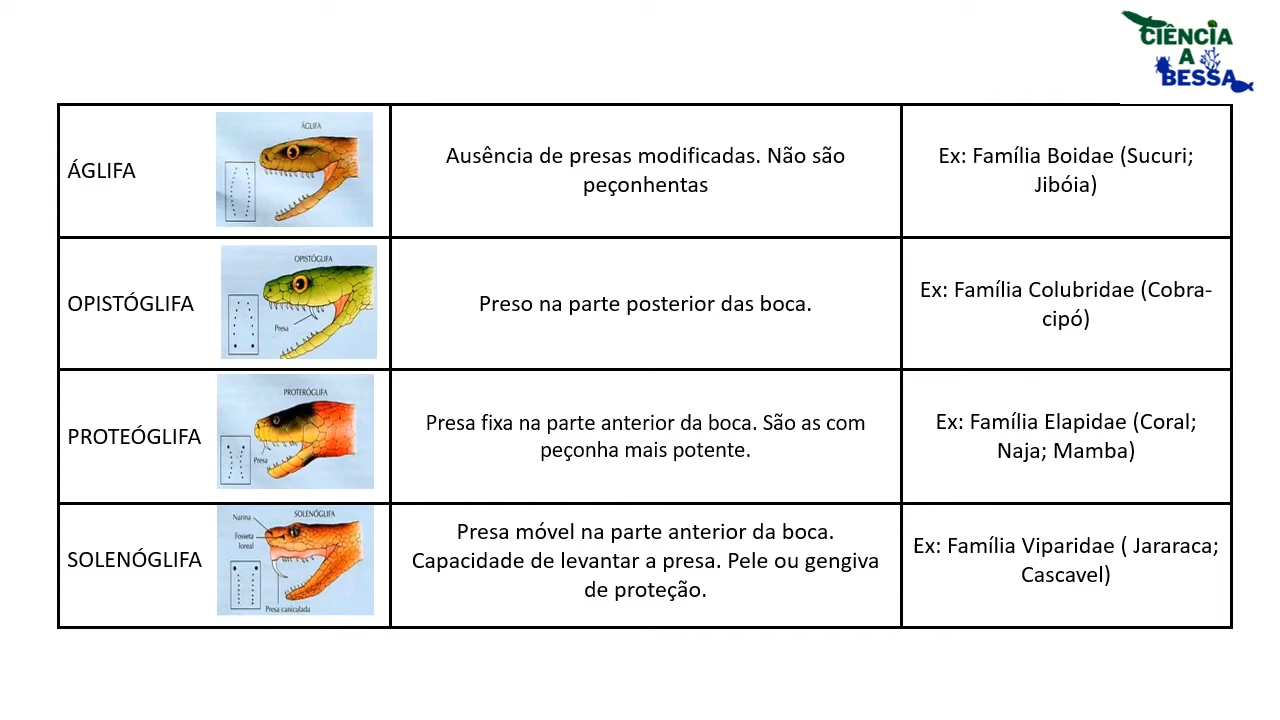 CIÊNCIA
A
BESSA
ÁGLIFA
ÁGLIFA
Ausência de presas modificadas. Não são
peçonhentas
Ex: Família Boidae (Sucuri;
Jibóia)
OPISTÓGLIFA
OPISTÓGLIFA
Presa
Preso na parte posterior das boca.
Ex: Família Colubridae (Cobra-
cipó)
PROTEÓGLIFA
PROTERÓGLIFA
Presa
Presa fixa na parte anterior da boca. São as com
peçonha mais potente.
Ex: Família Elapidae (Coral;
Naja; Mamba)
SOLENÓGLIFA
SOLENÓGLIFA
Narina
Fosseta
loreal
Presa caniculada
Presa móvel na parte anterior da boca.
Capacidade de levantar a presa. Pele ou gengiva
de proteção.
Ex: Família Viparidae ( Jararaca;
Cascavel)